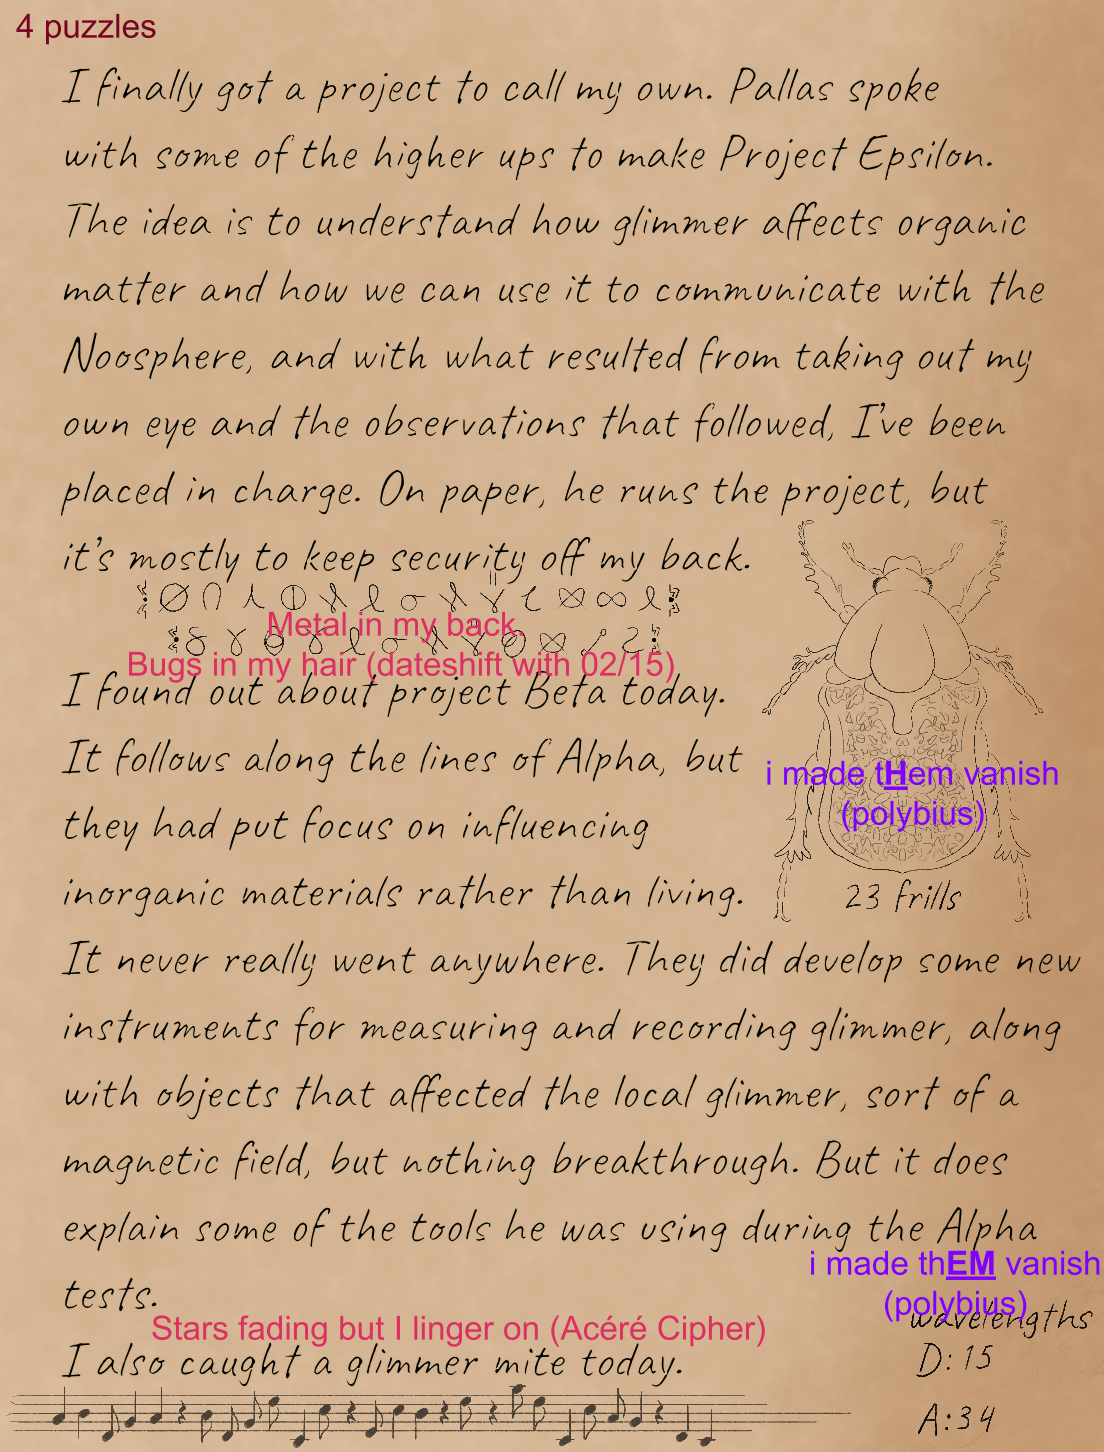 4 puzzles
I finally got a project to call my own. Pallas spoke
with some of the higher ups to make Project Epsilon.
The idea is to understand how glimmer affects organic
matter and how we can use it to communicate with the
Noosphere, and with what resulted from taking out my
own eye and the observations that followed, I've been
placed in charge. On paper, he runs the project, but
it's mostly to keep security off my back.
Metal in my back.
Bugs in my hair (dateshift with 02/15)
I found out about project Beta today.
It follows along the lines of Alpha, but
i made tHem vanish
(polybius)
they had put focus on influencing
inorganic materials rather than living.
23 frills
It never really went anywhere. They did develop some new
instruments for measuring and recording glimmer, along
with objects that affected the local glimmer, sort of a
magnetic field, but nothing breakthrough. But it does
explain some of the tools he was using during the Alpha
tests.
i made thEM vanish
(polybius)
wavelengths
D: 15
A:34
Stars fading but I linger on (Acéré Cipher)
I also caught a glimmer mite today.